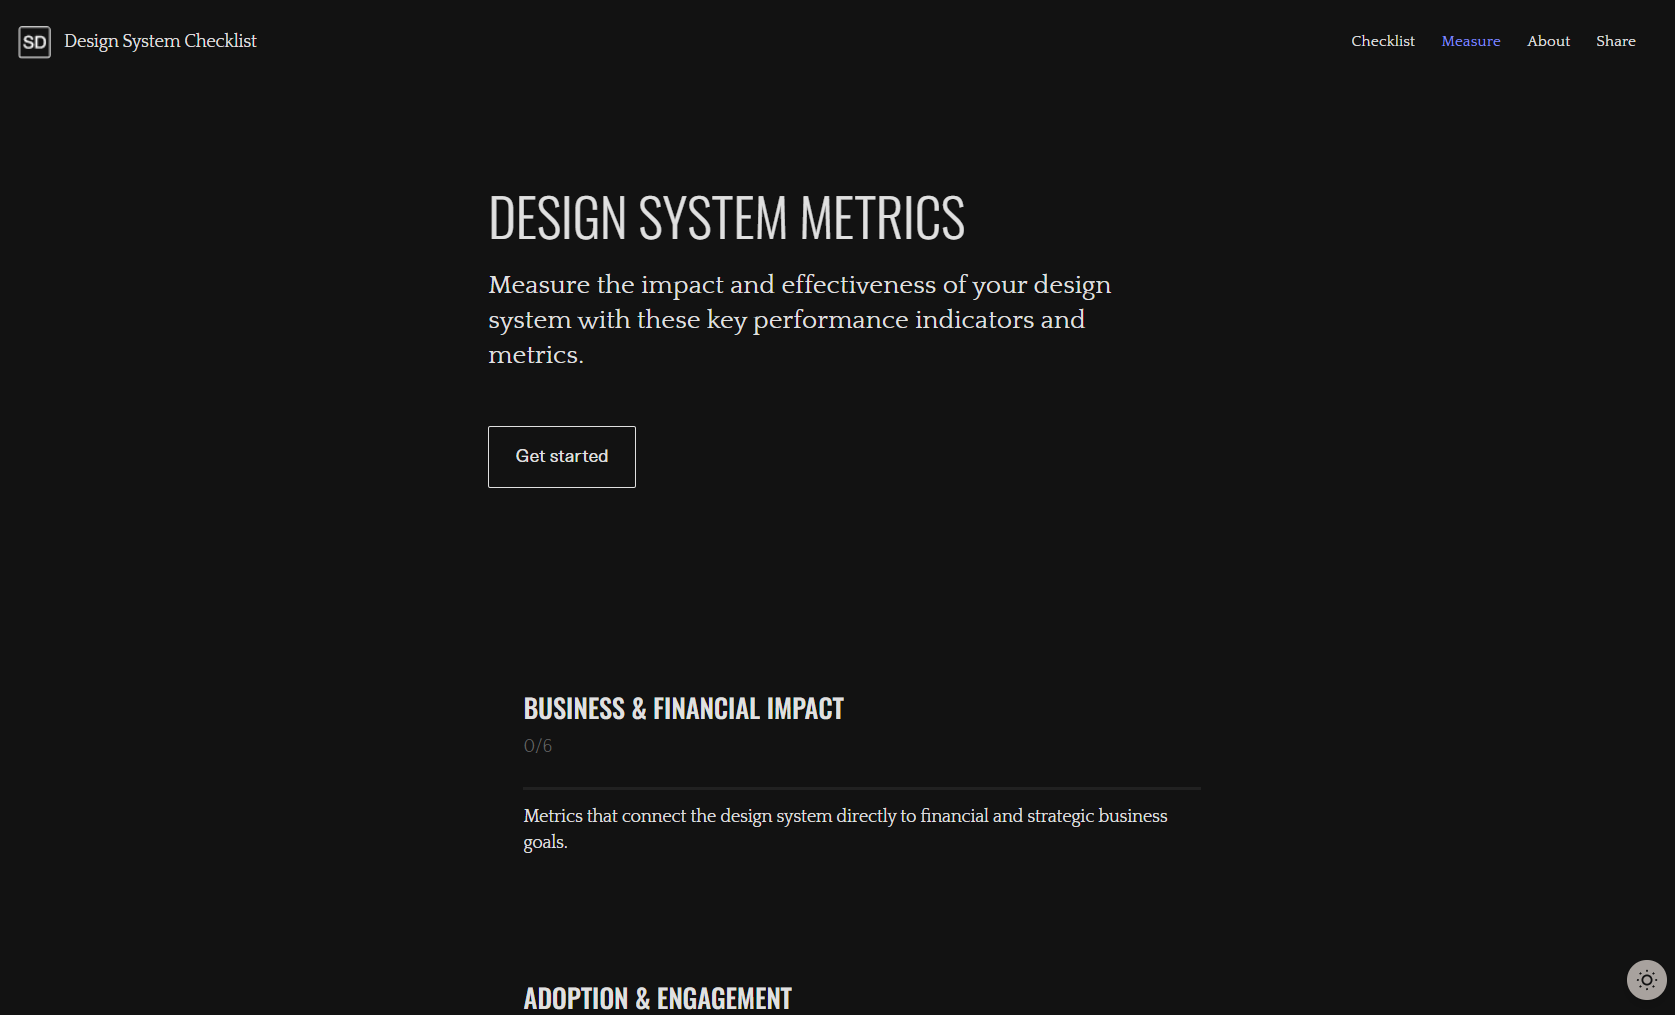 SD
Design System Checklist
Checklist
Measure
About
Share
DESIGN SYSTEM METRICS
Measure the impact and effectiveness of your design
system with these key performance indicators and
metrics.
Get started
BUSINESS & FINANCIAL IMPACT
0/6
Metrics that connect the design system directly to financial and strategic business
goals.
ADOPTION & ENGAGEMENT